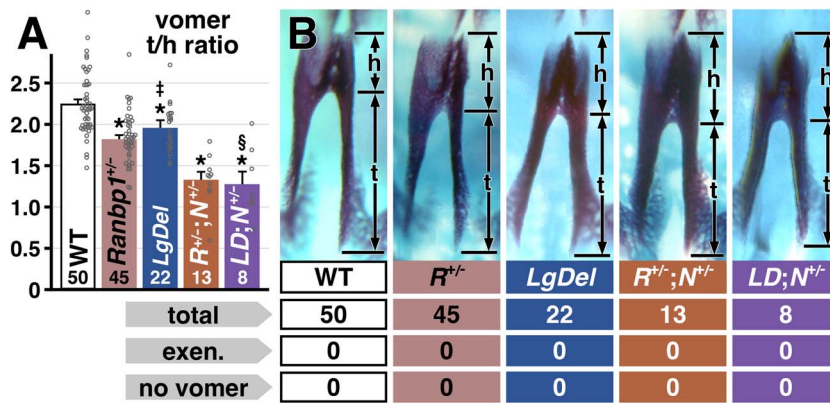 A
vomer
t/h ratio
2.5
2.0
1.5
1.0
0.5
0
* ‡ * * § *
WT Ranbp1+/- LgDel R+/-;N+/- LD;N+/-
50 45 22 13 8
B
h h h h h
t t t t t
WT R+/- LgDel R+/-;N+/- LD;N+/-
total 50 45 22 13 8
exen. 0 0 0 0 0
no vomer 0 0 0 0 0